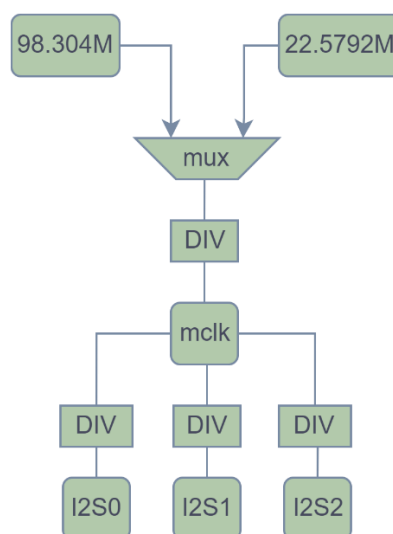 98.304M
22.5792M
mux
DIV
mclk
DIV
DIV
DIV
I2S0
I2S1
I2S2